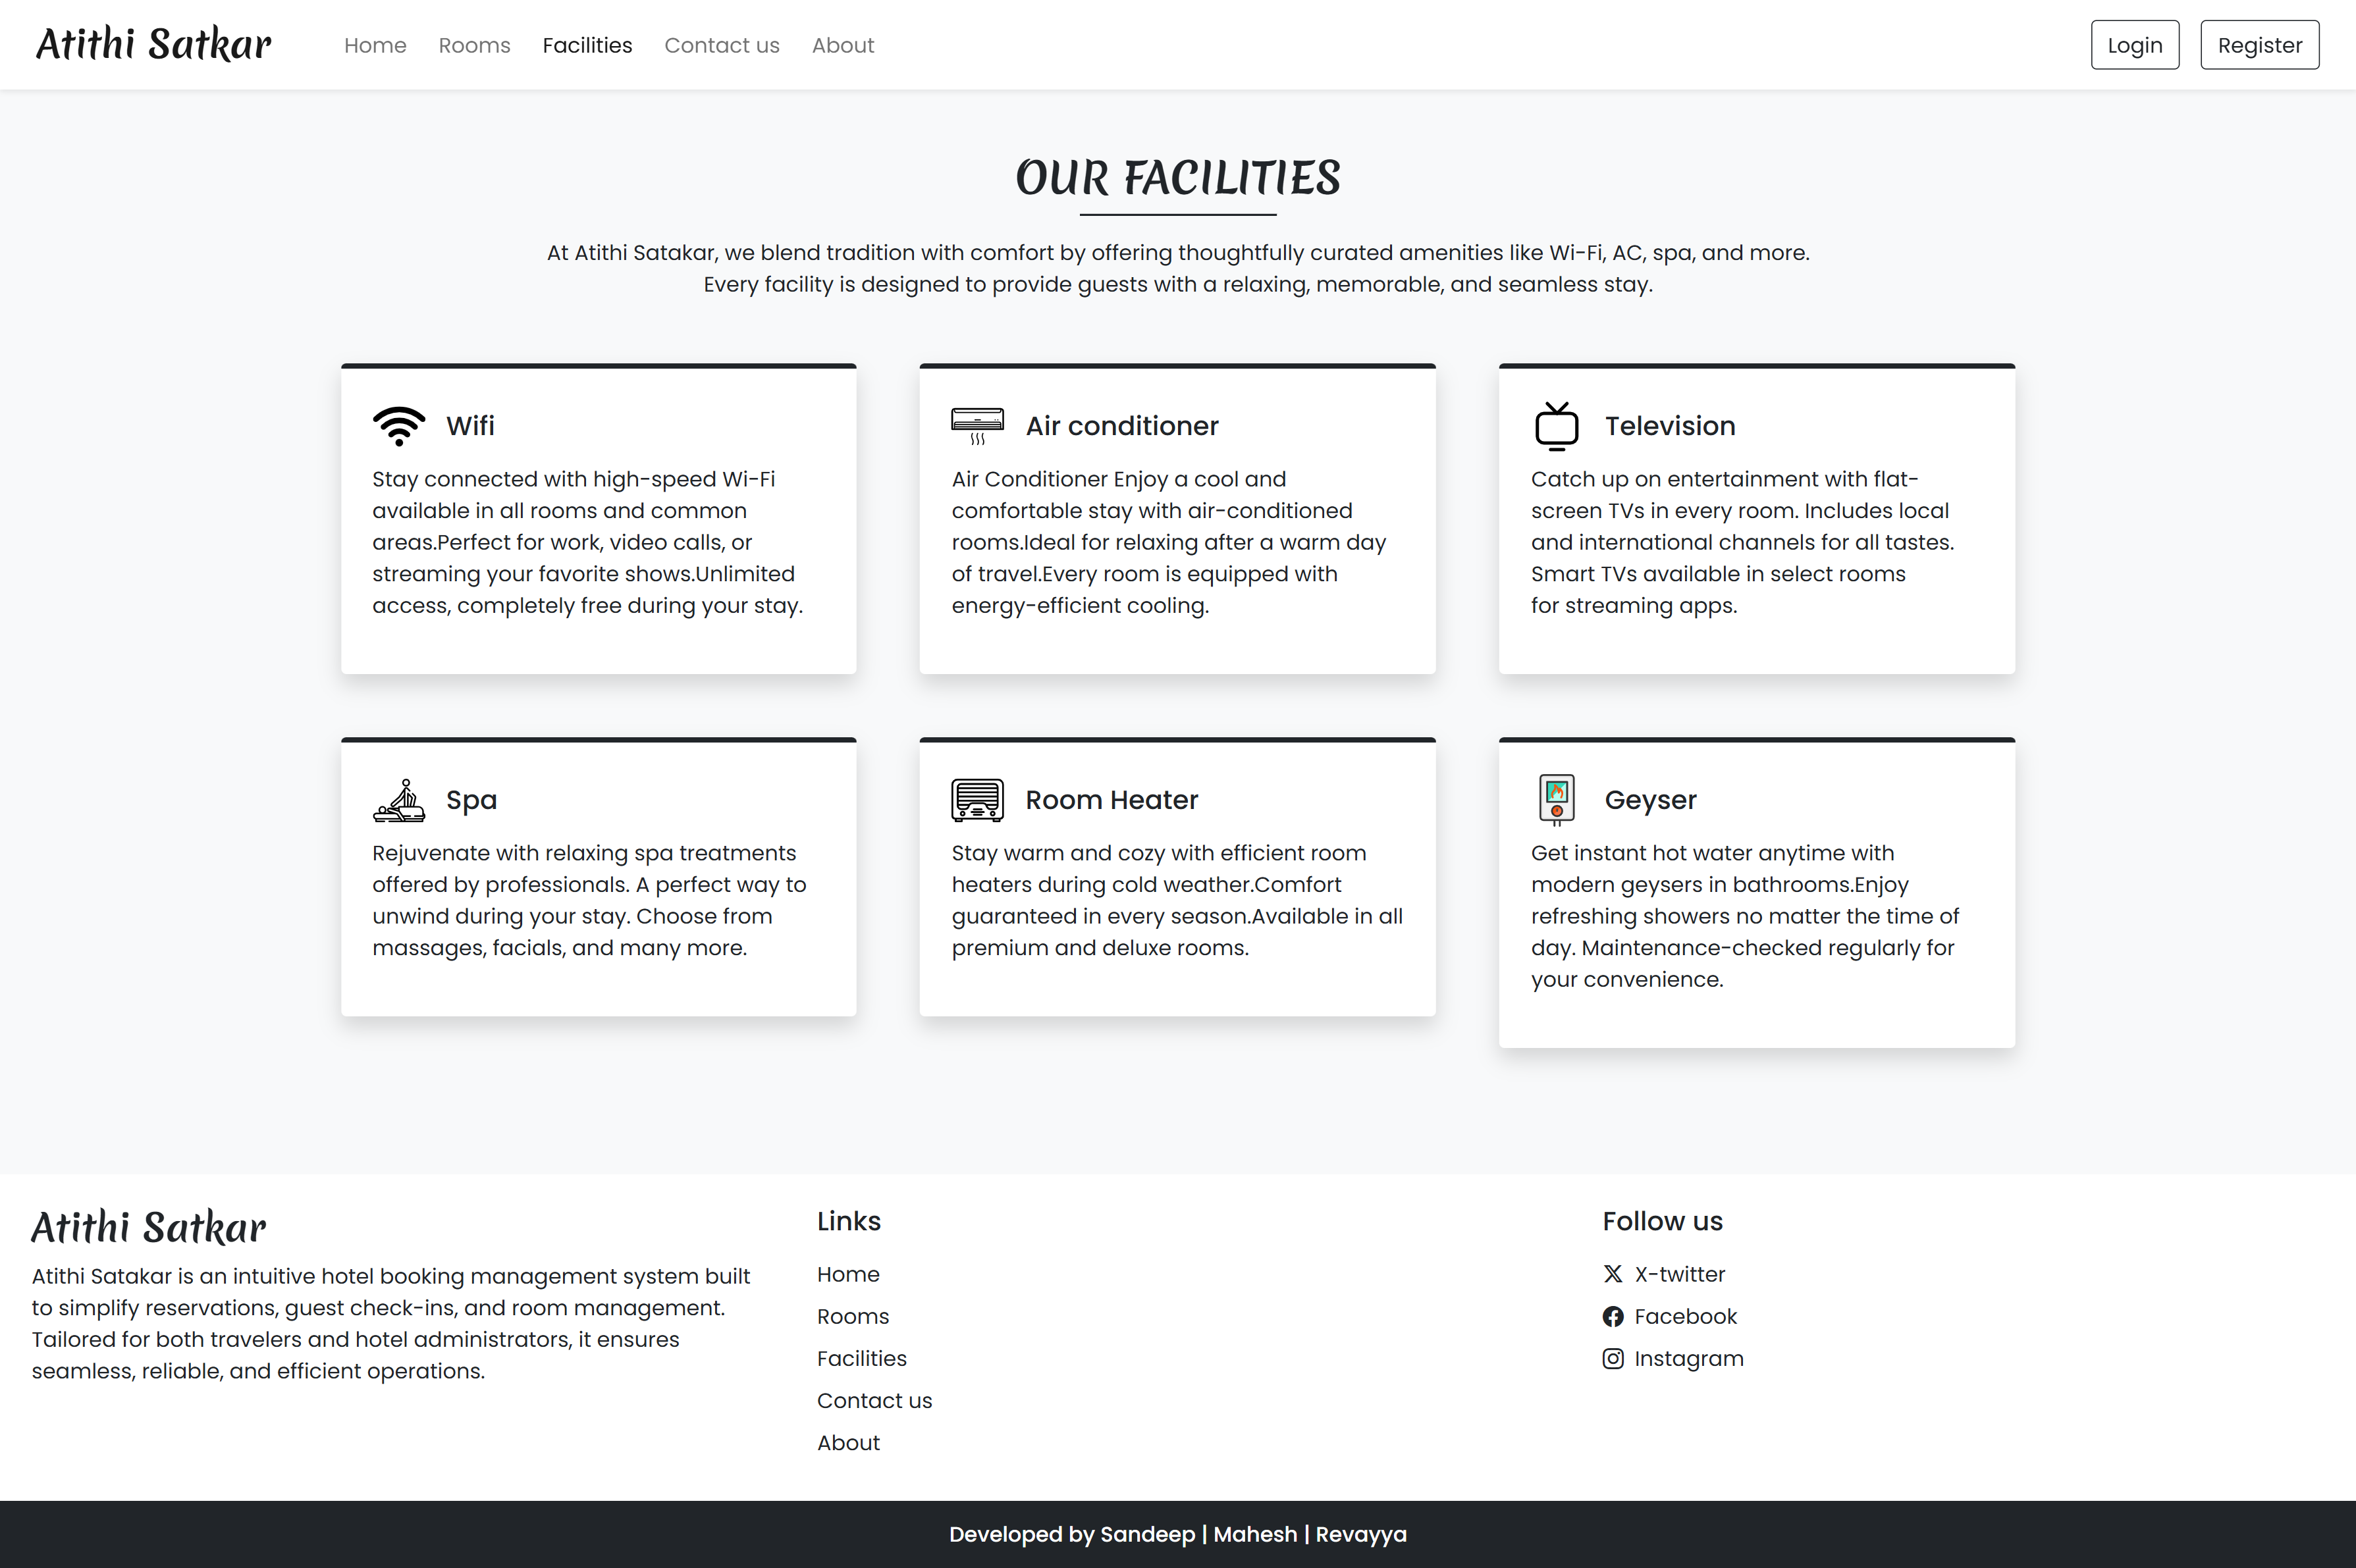 Atithi Satkar
Home Rooms Facilities Contact us About
Login Register
OUR FACILITIES
At Atithi Satakar, we blend tradition with comfort by offering thoughtfully curated amenities like Wi-Fi, AC, spa, and more.
Every facility is designed to provide guests with a relaxing, memorable, and seamless stay.
Wifi
Stay connected with high-speed Wi-Fi
available in all rooms and common
areas.Perfect for work, video calls, or
streaming your favorite shows.Unlimited
access, completely free during your stay.
Air conditioner
Air Conditioner Enjoy a cool and
comfortable stay with air-conditioned
rooms.Ideal for relaxing after a warm day
of travel.Every room is equipped with
energy-efficient cooling.
Television
Catch up on entertainment with flat-
screen TVs in every room. Includes local
and international channels for all tastes.
Smart TVs available in select rooms
for streaming apps.
Spa
Rejuvenate with relaxing spa treatments
offered by professionals. A perfect way to
unwind during your stay. Choose from
massages, facials, and many more.
Room Heater
Stay warm and cozy with efficient room
heaters during cold weather.Comfort
guaranteed in every season.Available in all
premium and deluxe rooms.
Geyser
Get instant hot water anytime with
modern geysers in bathrooms.Enjoy
refreshing showers no matter the time of
day. Maintenance-checked regularly for
your convenience.
Atithi Satkar
Atithi Satakar is an intuitive hotel booking management system built
to simplify reservations, guest check-ins, and room management.
Tailored for both travelers and hotel administrators, it ensures
seamless, reliable, and efficient operations.
Links
Home
Rooms
Facilities
Contact us
About
Follow us
X-twitter
Facebook
Instagram
Developed by Sandeep | Mahesh | Revayya